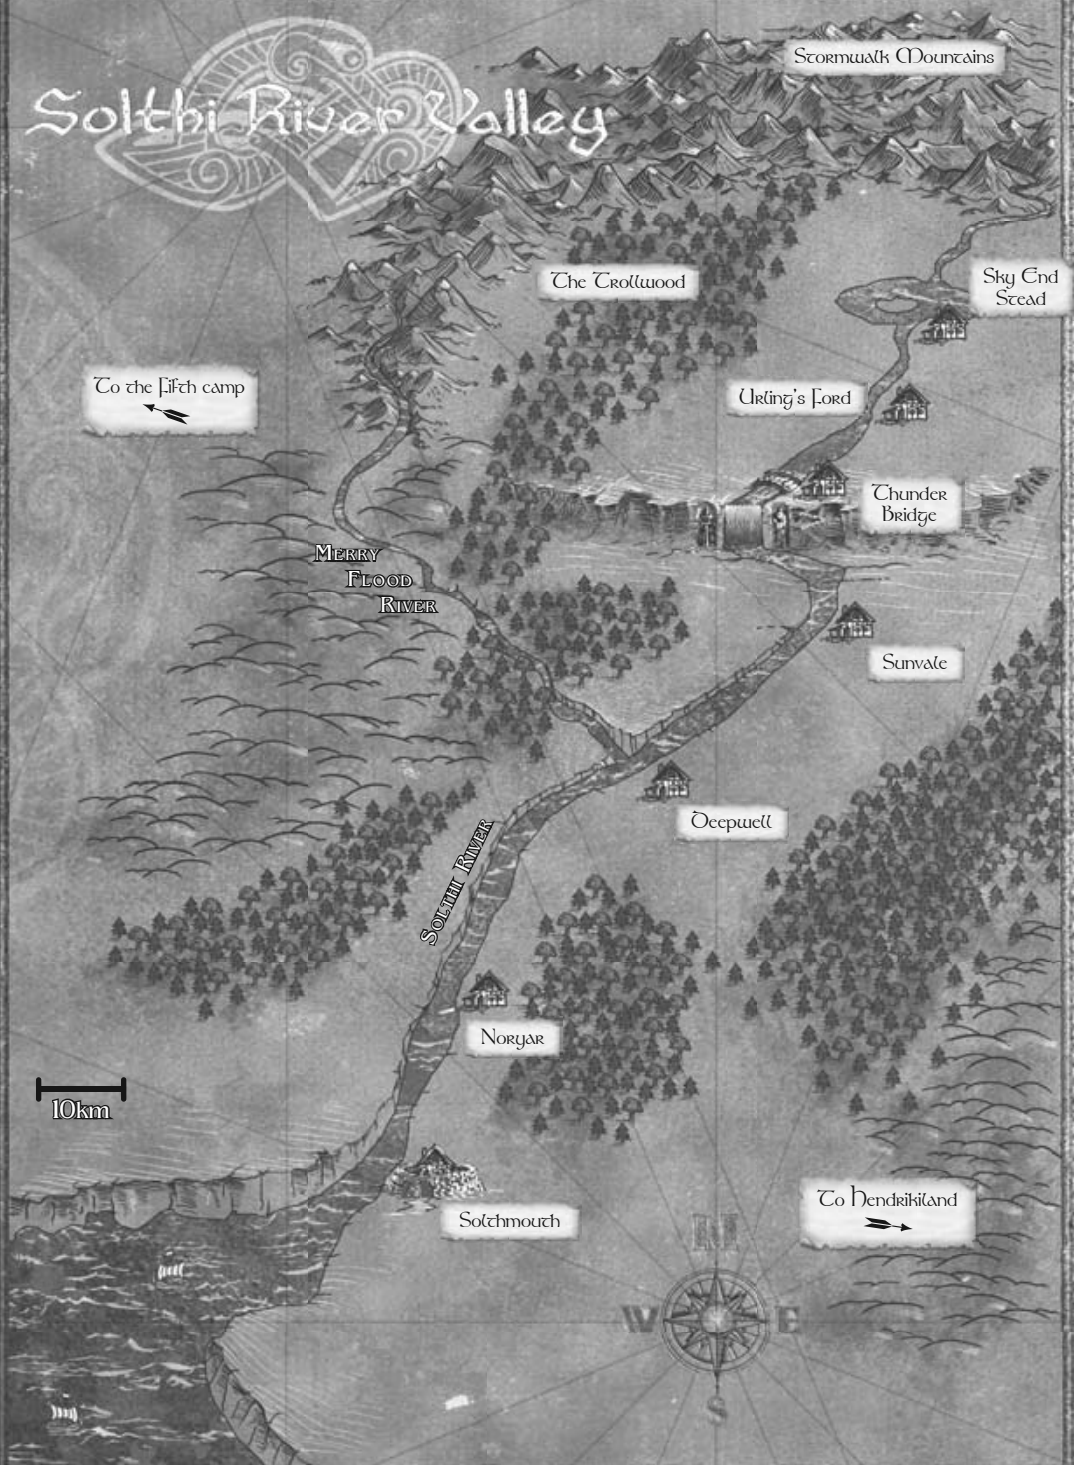 Stormwalk Mountains
Solthi River Valley
Sky End
Stead
The Trollwood
To the Fifth camp
Urling's Ford
Thunder
Bridge
Merry
Flood
River
Sunvale
Deepwell
Solthi River
Noryar
10km
To Hendrikiland
Solthmouth
N
W
E
S